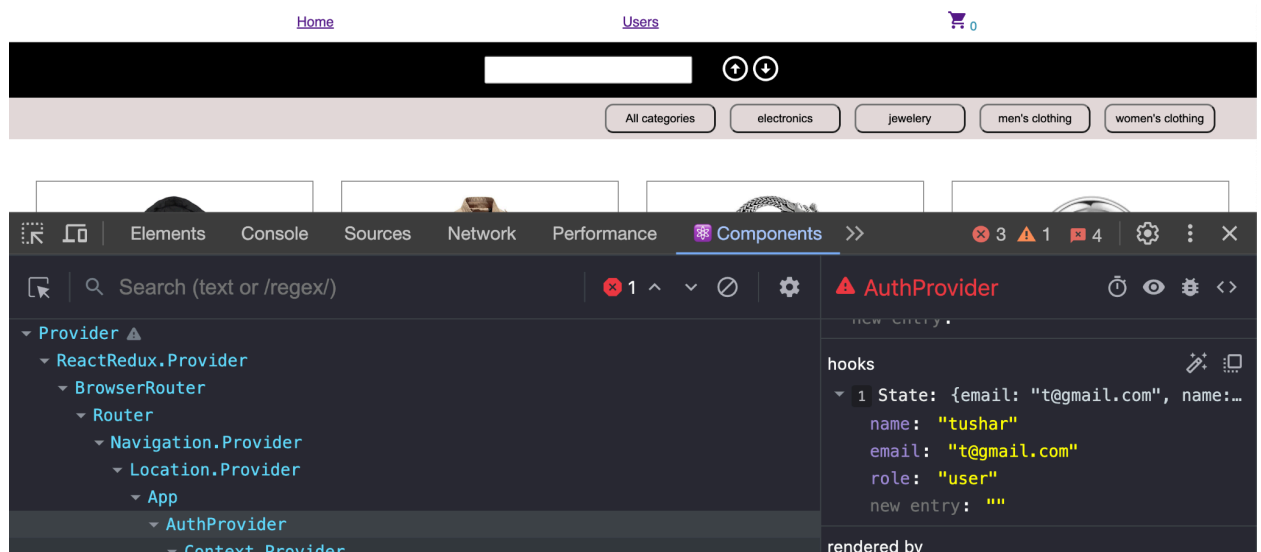 Home Users 0
All categories electronics jewelery men's clothing women's clothing
Elements Console Sources Network Performance Components 3 1 4
Search (text or /regex/) 1 AuthProvider
new entry:
Provider
ReactRedux.Provider
BrowserRouter
Router
Navigation.Provider
Location.Provider
App
AuthProvider
Context.Provider
hooks
1 State: {email: "t@gmail.com", name:…
name: "tushar"
email: "t@gmail.com"
role: "user"
new entry: ""
rendered by